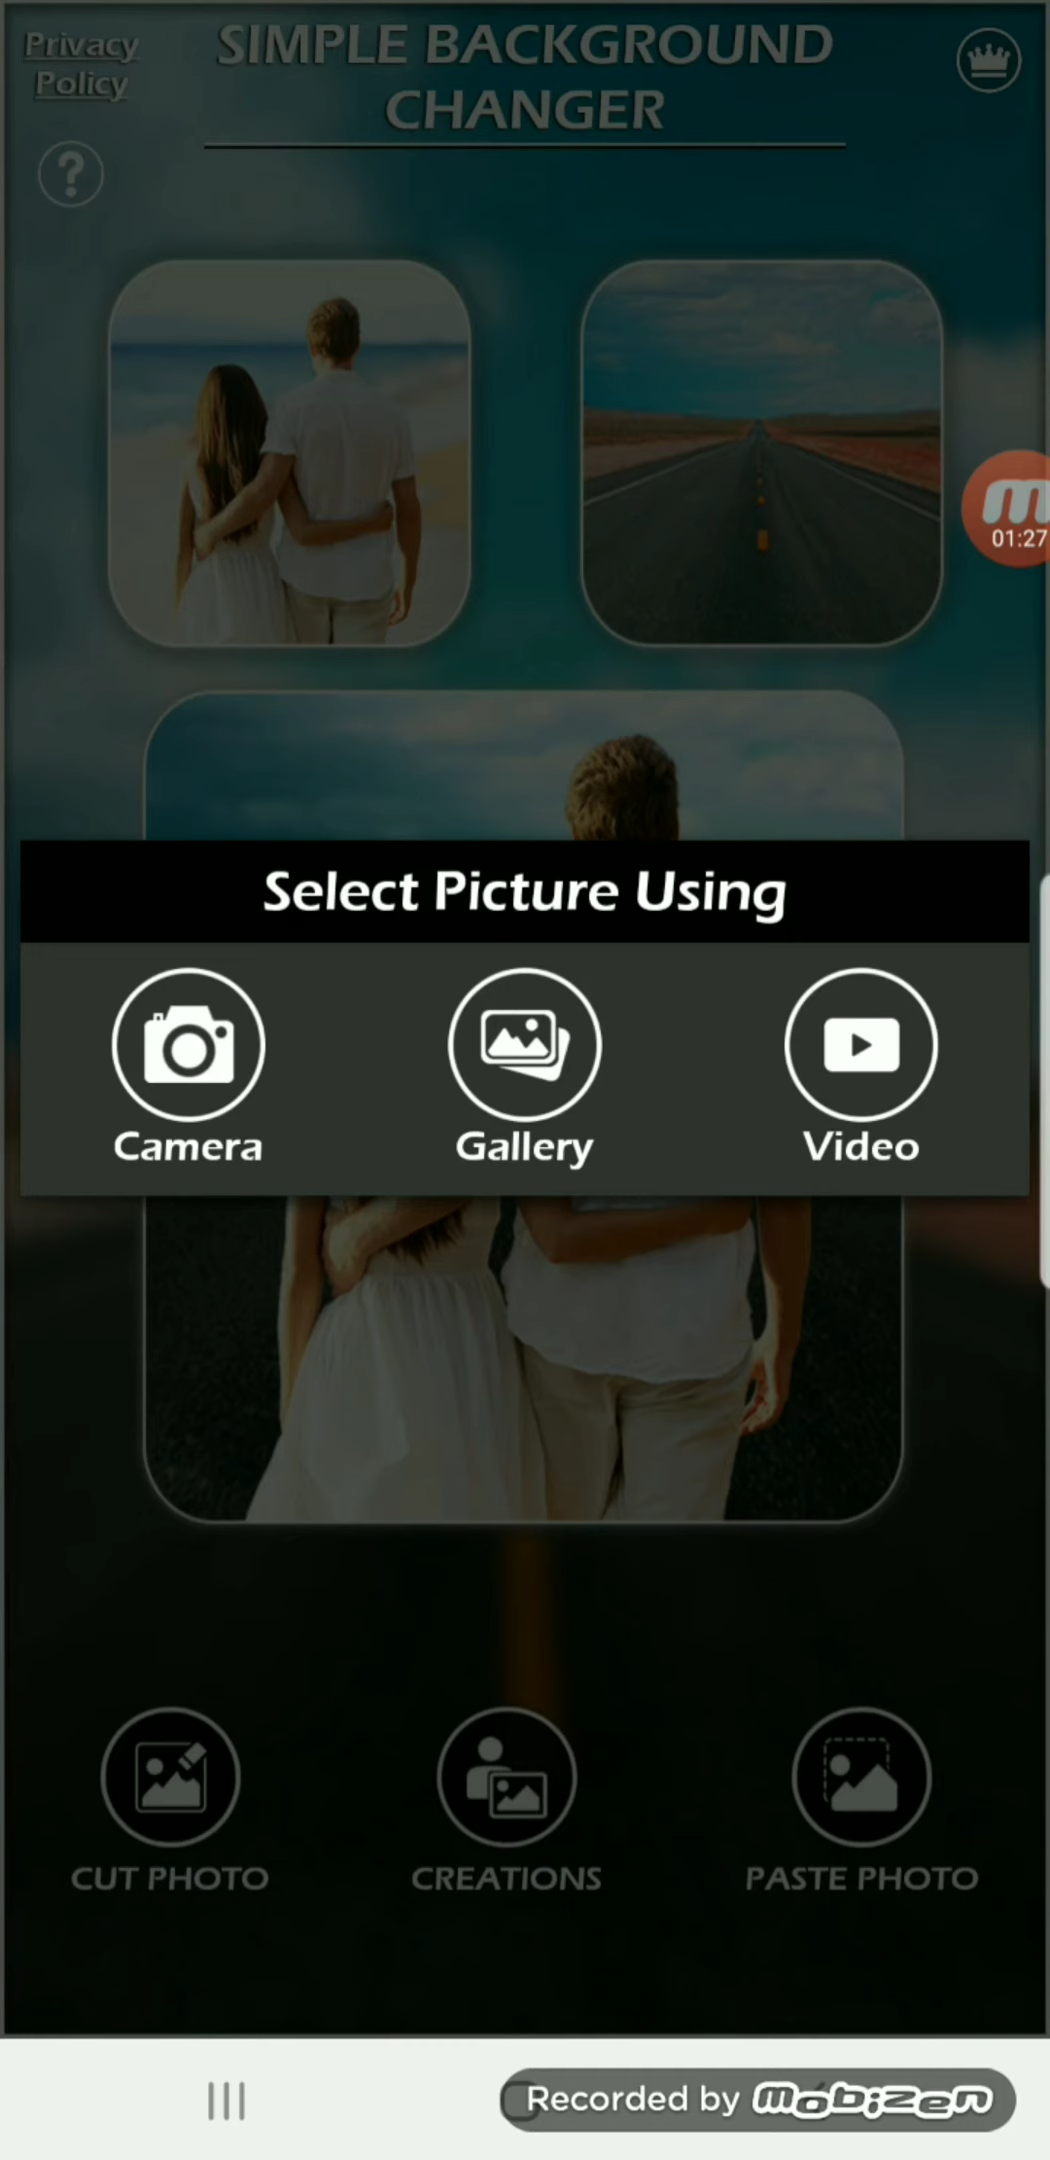 Privacy
Policy
SIMPLE BACKGROUND
CHANGER
?
m
01:27
Select Picture Using
Camera
Gallery
Video
CUT PHOTO
CREATIONS
PASTE PHOTO
Recorded by mobizen